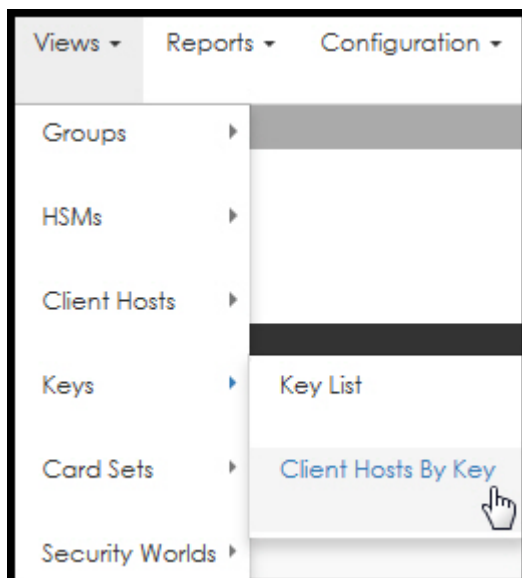 Views Reports Configuration
Groups
HSMs
Client Hosts
Keys Key List
Card Sets Client Hosts By Key
Security Worlds